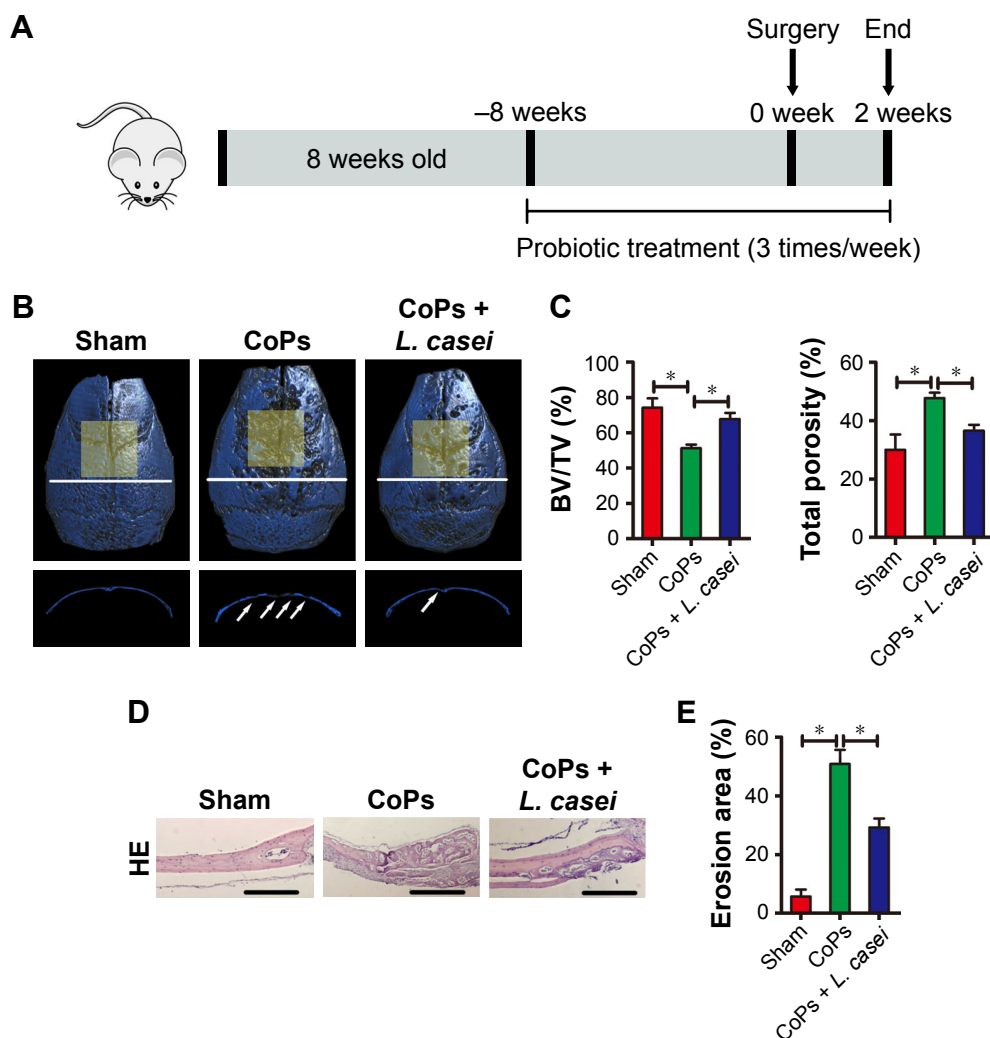 A
Surgery
End
–8 weeks
0 week
2 weeks
8 weeks old
Probiotic treatment (3 times/week)
B
Sham
CoPs
CoPs +
L. casei
C
BV/TV (%)
100
80
60
40
20
0
*
*
Sham
CoPs
CoPs + L. casei
Total porosity (%)
60
40
20
0
*
*
Sham
CoPs
CoPs + L. casei
D
Sham
CoPs
CoPs +
L. casei
HE
E
Erosion area (%)
60
40
20
0
*
*
Sham
CoPs
CoPs + L. casei